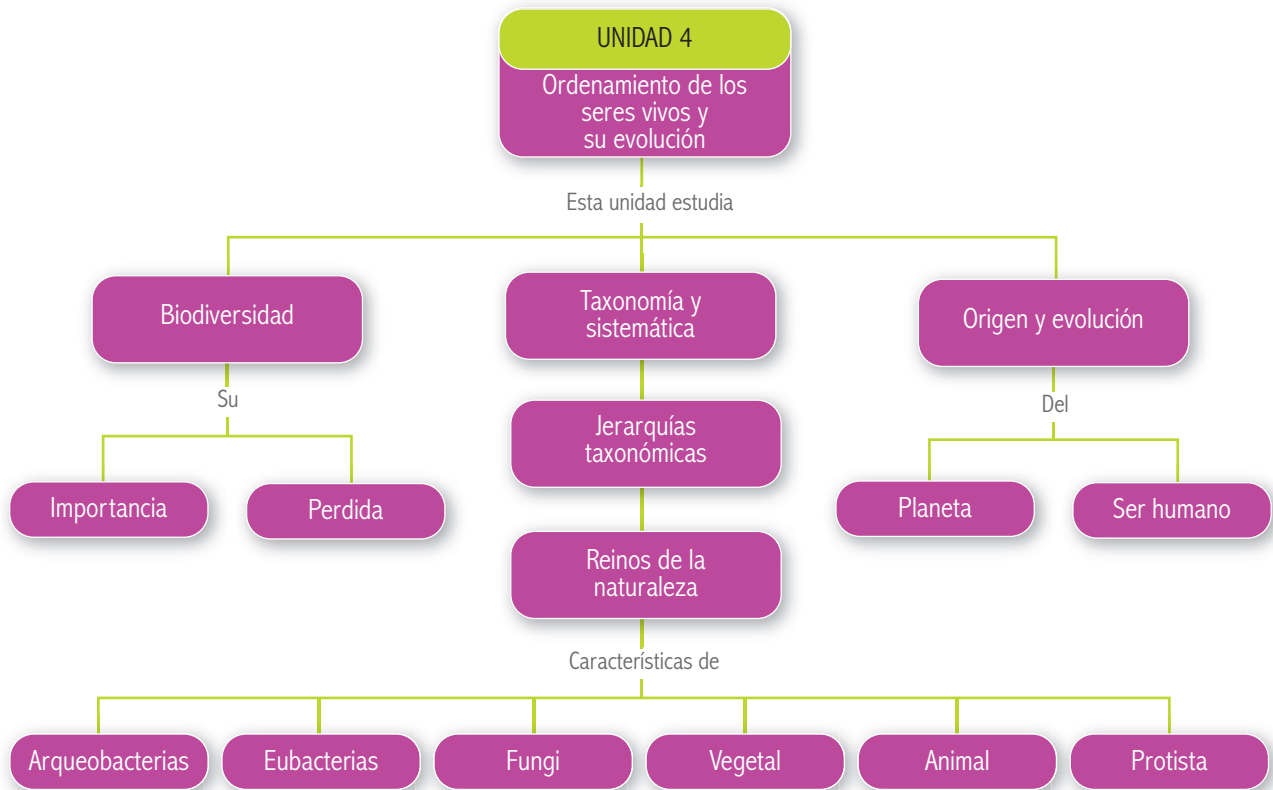 UNIDAD 4
Ordenamiento de los
seres vivos y
su evolución
Esta unidad estudia
Biodiversidad
Taxonomía y
sistemática
Origen y evolución
Su
Jerarquías
taxonómicas
Del
Importancia
Perdida
Planeta
Ser humano
Reinos de la
naturaleza
Características de
Arqueobacterias
Eubacterias
Fungi
Vegetal
Animal
Protista